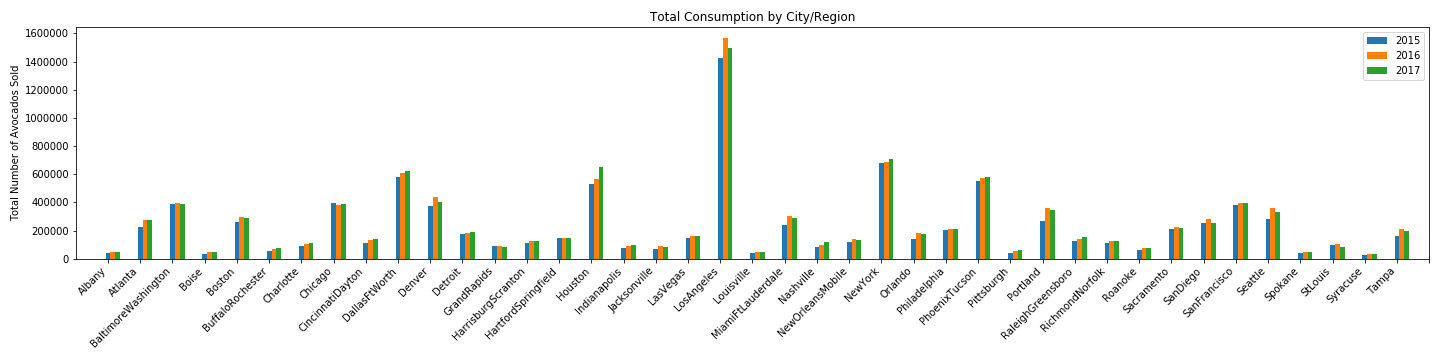 Total Consumption by City/Region
Total Number of Avocados Sold
1600000
1400000
1200000
1000000
800000
600000
400000
200000
0
2015
2016
2017
Albany
Atlanta
BaltimoreWashington
Boise
Boston
BuffaloRochester
Charlotte
Chicago
CincinnatiDayton
DallasFtWorth
Denver
Detroit
GrandRapids
HarrisburgScranton
HartfordSpringfield
Houston
Indianapolis
Jacksonville
LasVegas
LosAngeles
Louisville
MiamiFtLauderdale
Nashville
NewOrleansMobile
NewYork
Orlando
Philadelphia
PhoenixTucson
Pittsburgh
Portland
RaleighGreensboro
RichmondNorfolk
Roanoke
Sacramento
SanDiego
SanFrancisco
Seattle
Spokane
StLouis
Syracuse
Tampa